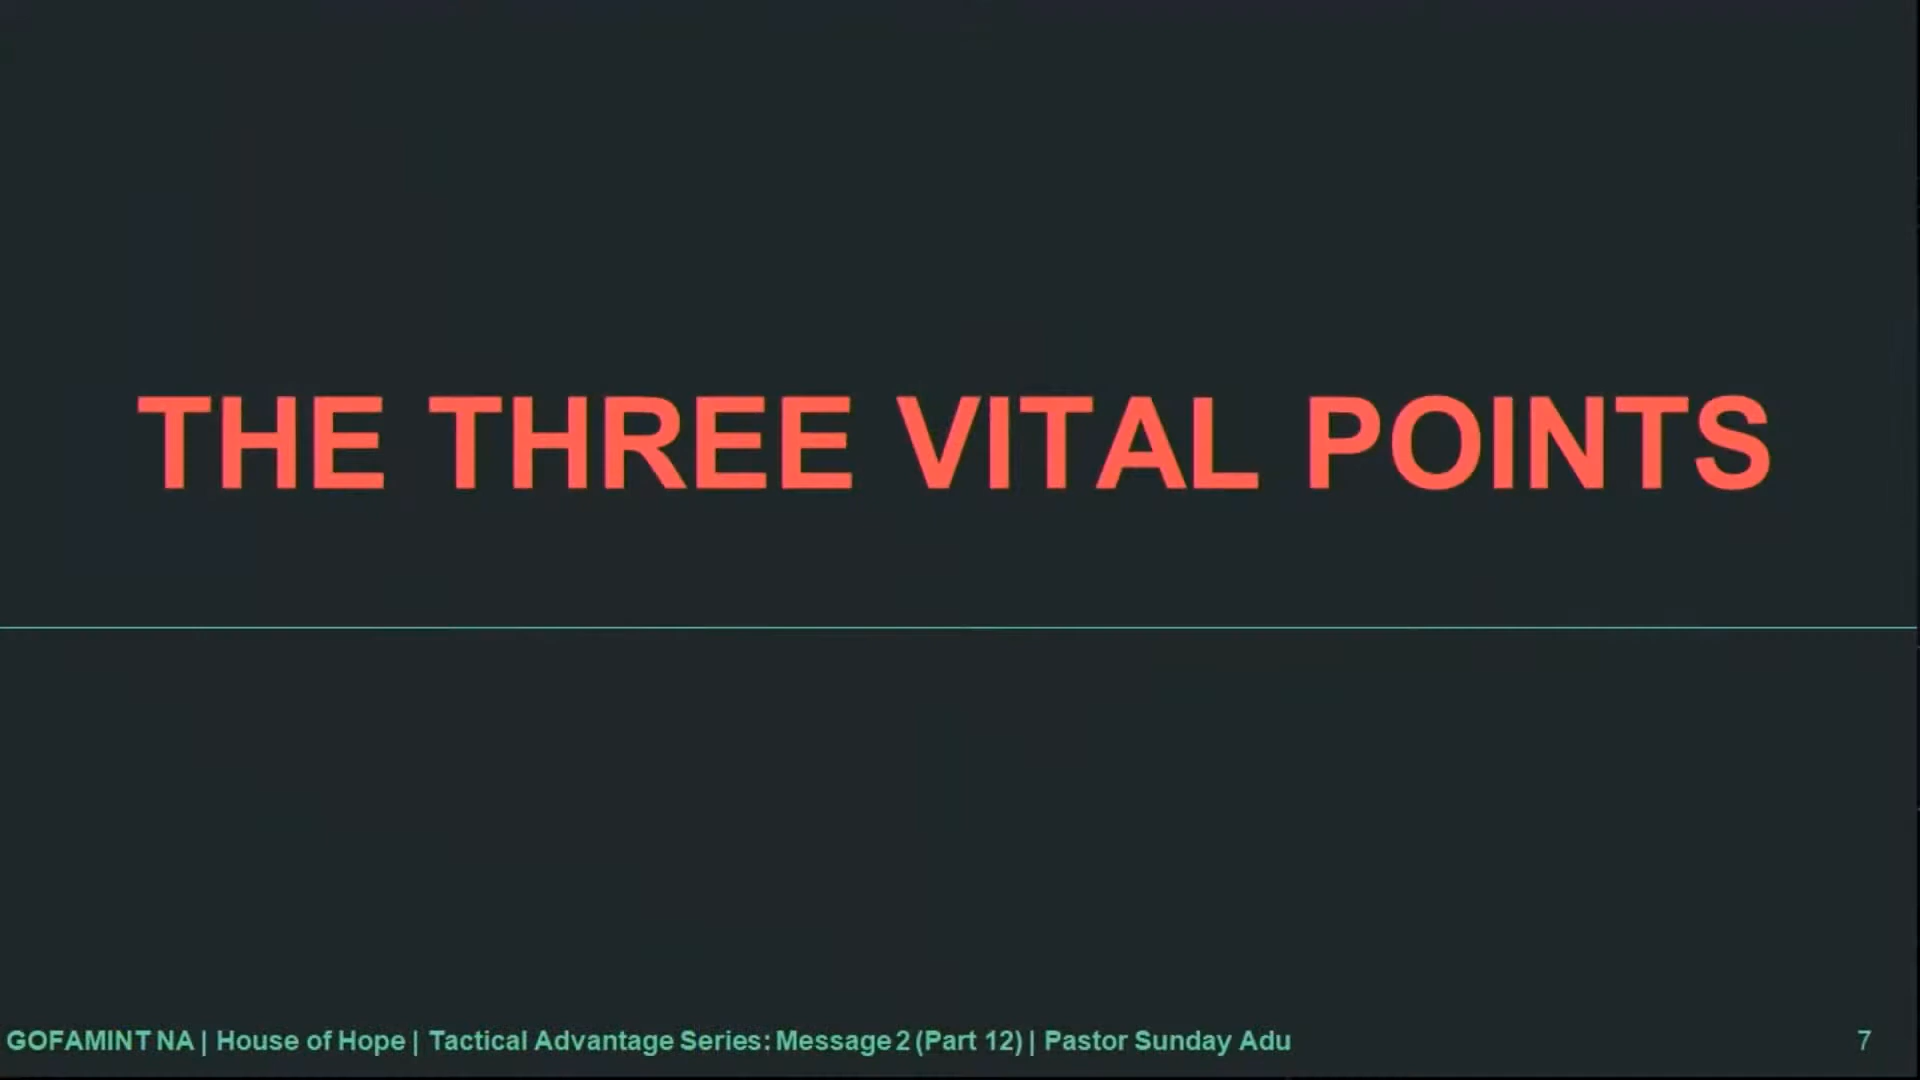 THE THREE VITAL POINTS
GOFAMINT NA | House of Hope | Tactical Advantage Series: Message 2 (Part 12) | Pastor Sunday Adu
7